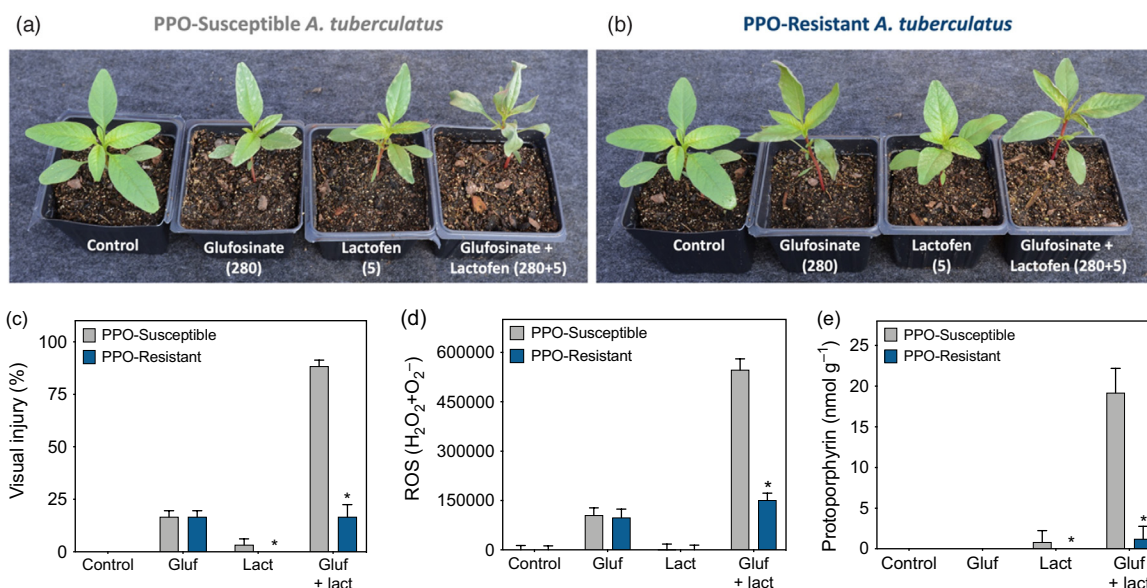 (a) PPO-Susceptible A. tuberculatus
Control
Glufosinate
(280)
Lactofen
(5)
Glufosinate +
Lactofen (280+5)
(b) PPO-Resistant A. tuberculatus
Control
Glufosinate
(280)
Lactofen
(5)
Glufosinate +
Lactofen (280+5)
(c)
PPO-Susceptible
PPO-Resistant
Visual injury (%)
100
75
50
25
0
*
*
Control
Gluf
Lact
Gluf
+ lact
(d)
PPO-Susceptible
PPO-Resistant
ROS (H₂O₂+O₂⁻)
600000
450000
300000
150000
0
*
Control
Gluf
Lact
Gluf
+ lact
(e)
PPO-Susceptible
PPO-Resistant
Protoporphyrin (nmol g⁻¹)
25
20
15
10
5
0
*
*
Control
Gluf
Lact
Gluf
+ lact